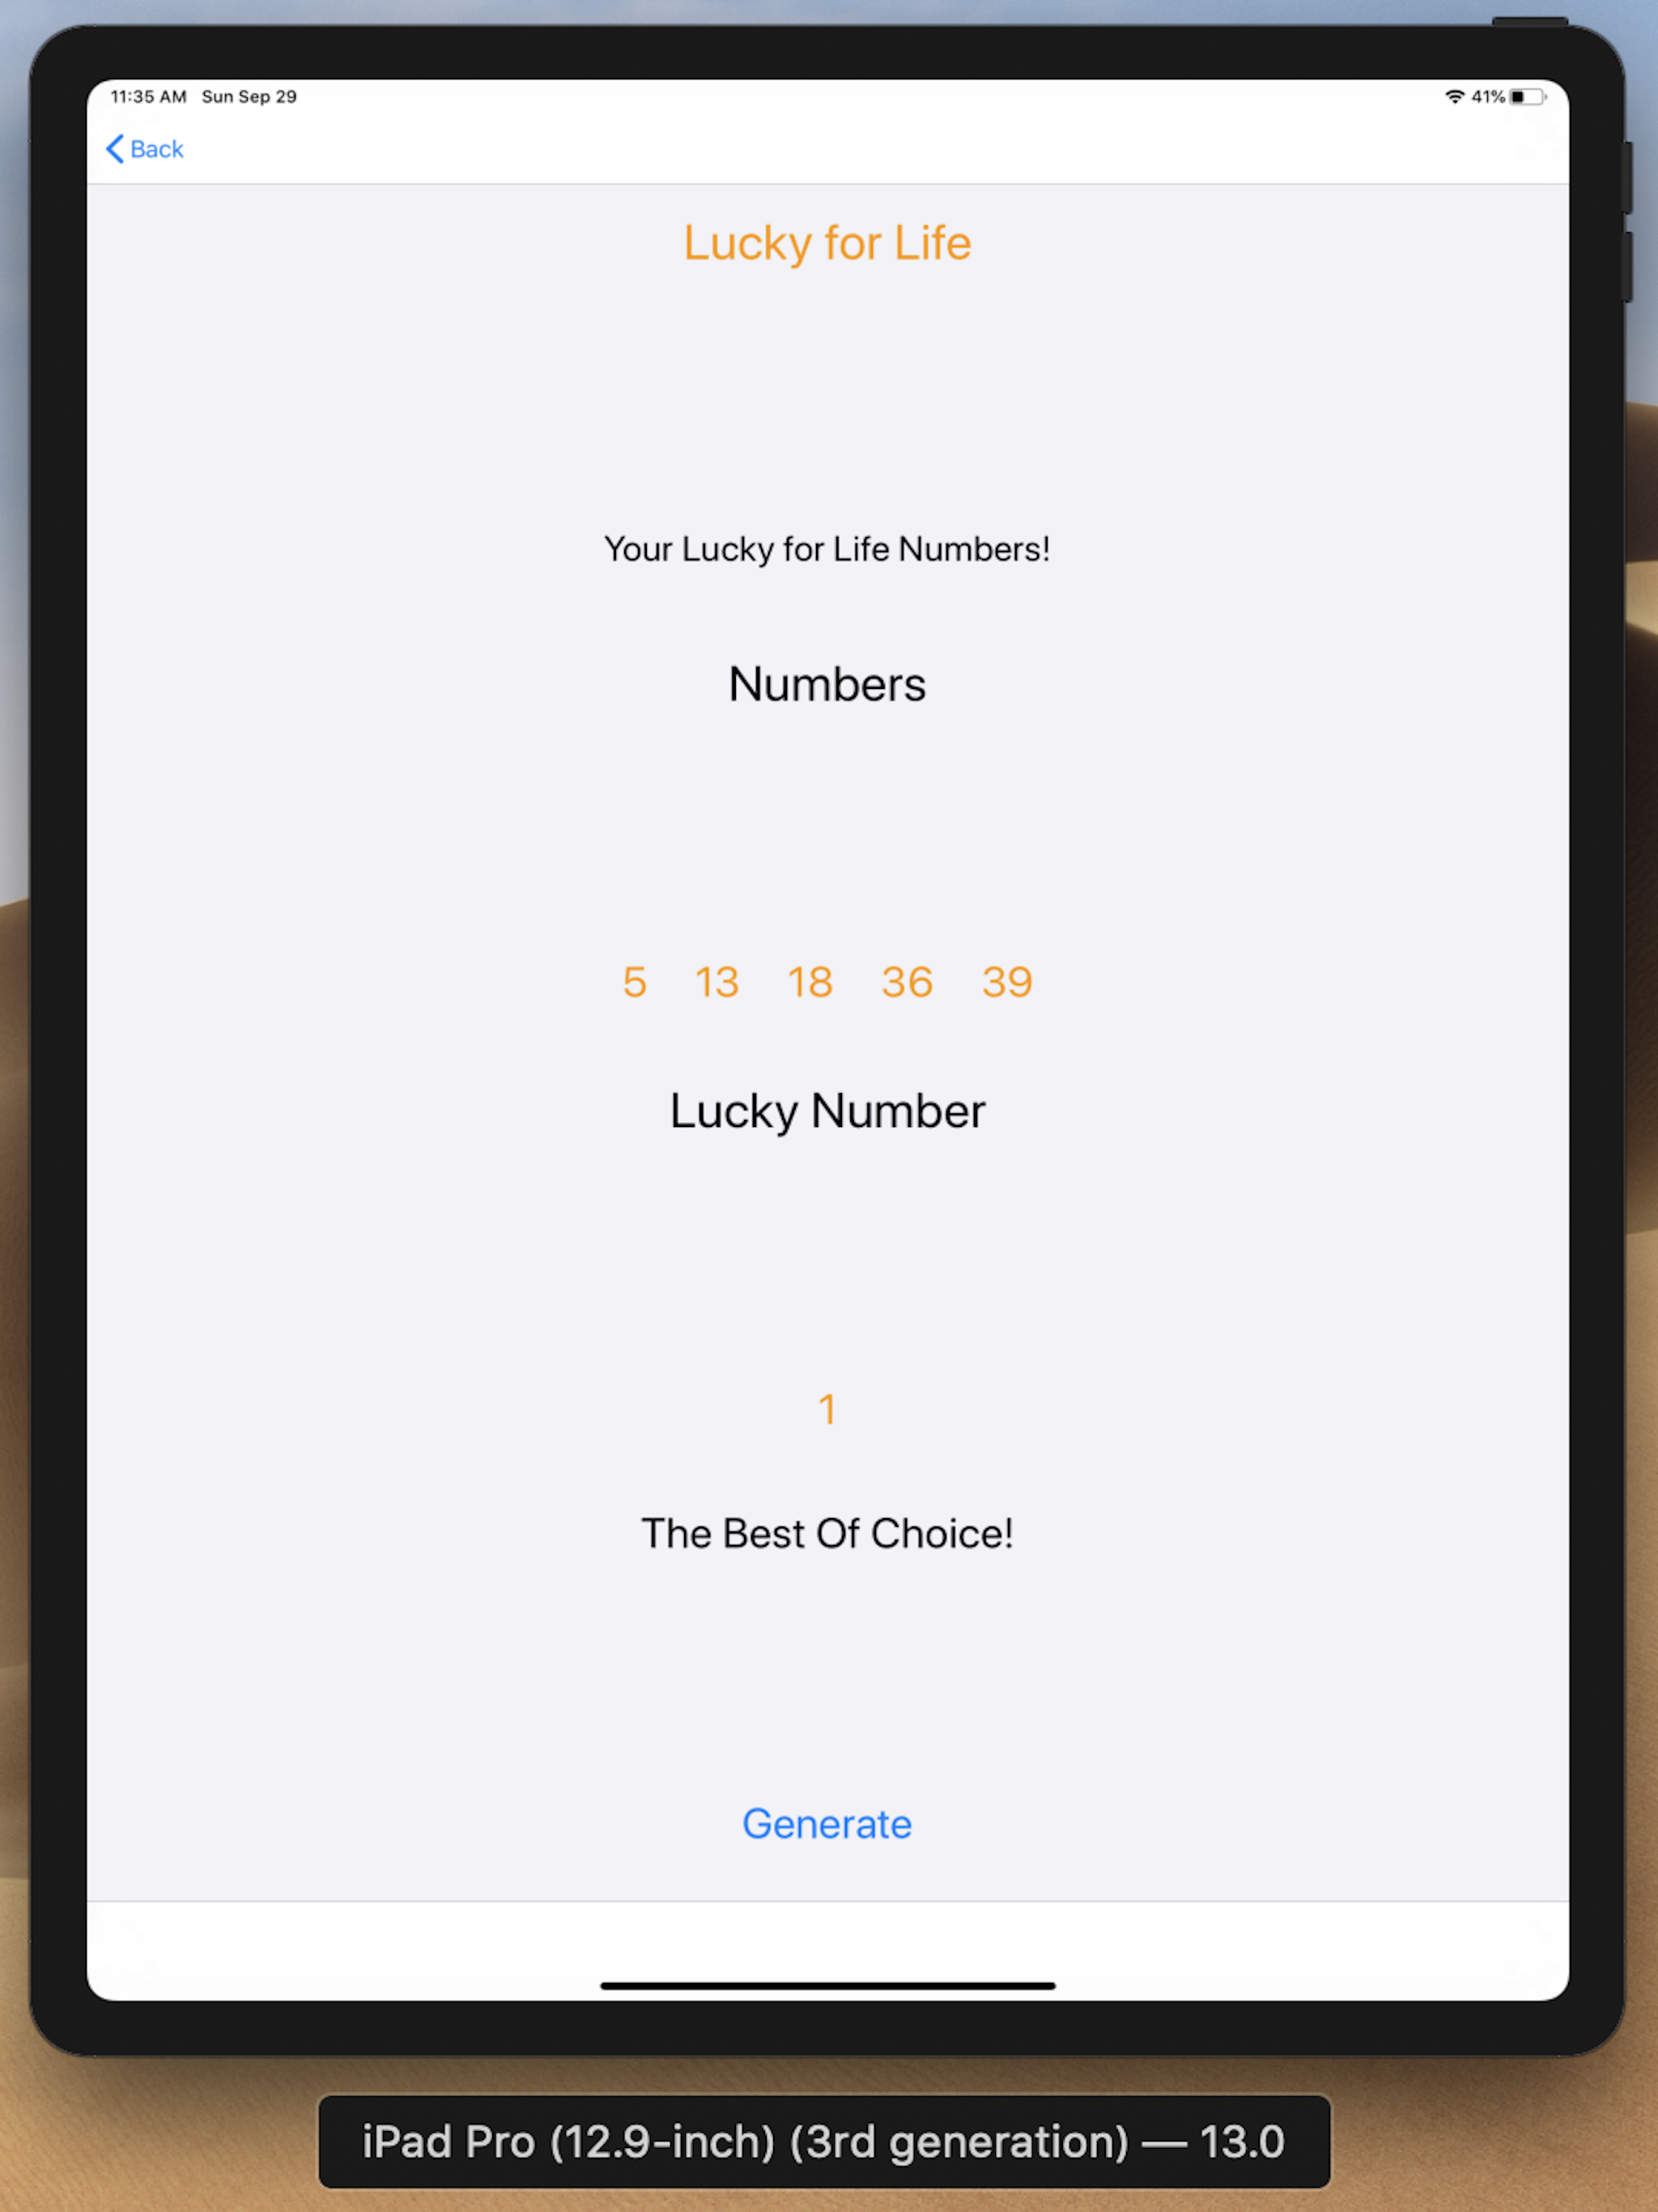 11:35 AM Sun Sep 29 41%
Back
Lucky for Life
Your Lucky for Life Numbers!
Numbers
5 13 18 36 39
Lucky Number
1
The Best Of Choice!
Generate
iPad Pro (12.9-inch) (3rd generation) — 13.0